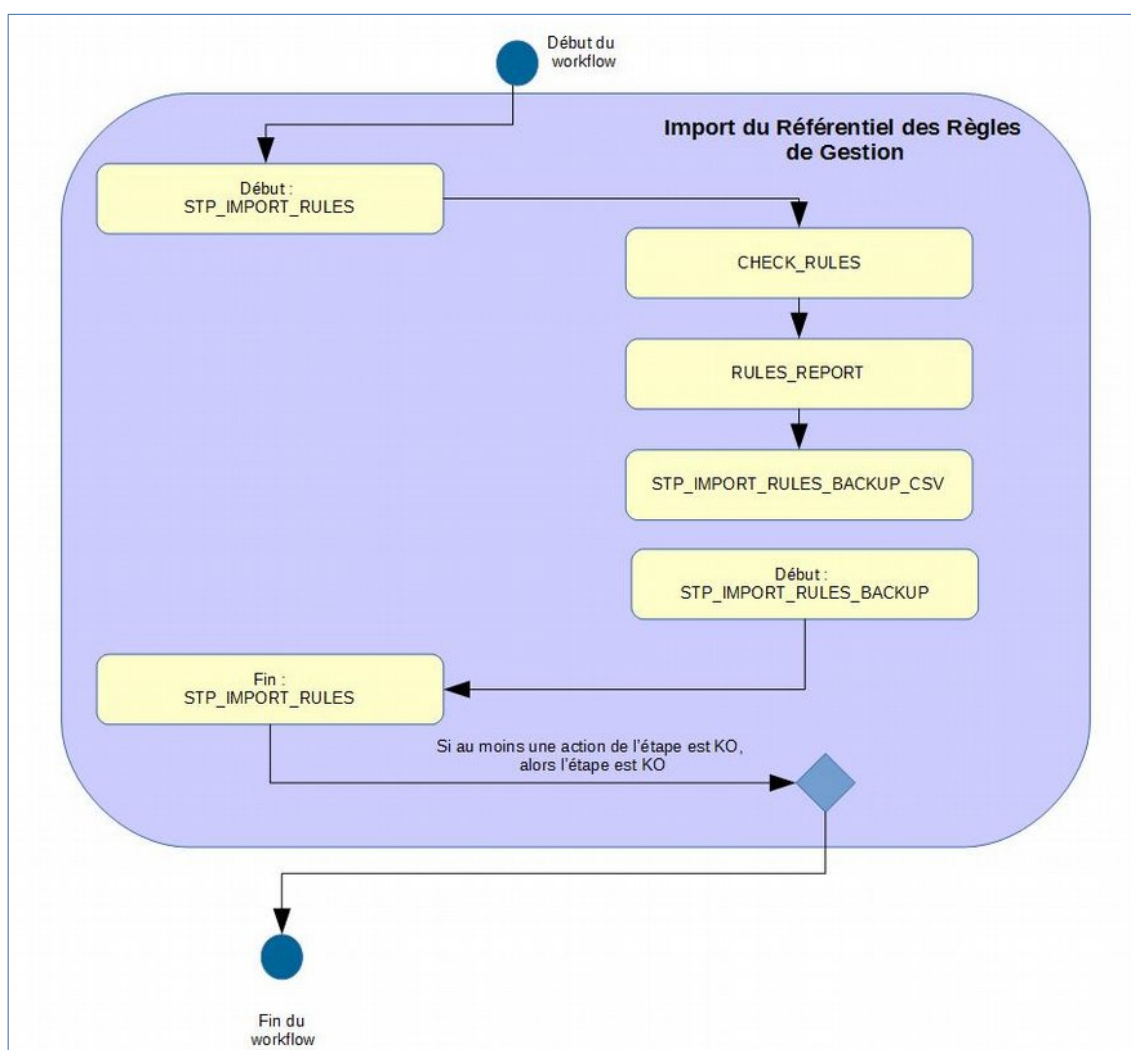 Début du
workflow
Import du Référentiel des Règles
de Gestion
Début :
STP_IMPORT_RULES
CHECK_RULES
RULES_REPORT
STP_IMPORT_RULES_BACKUP_CSV
Début :
STP_IMPORT_RULES_BACKUP
Fin :
STP_IMPORT_RULES
Si au moins une action de l'étape est KO,
alors l'étape est KO
Fin du
workflow